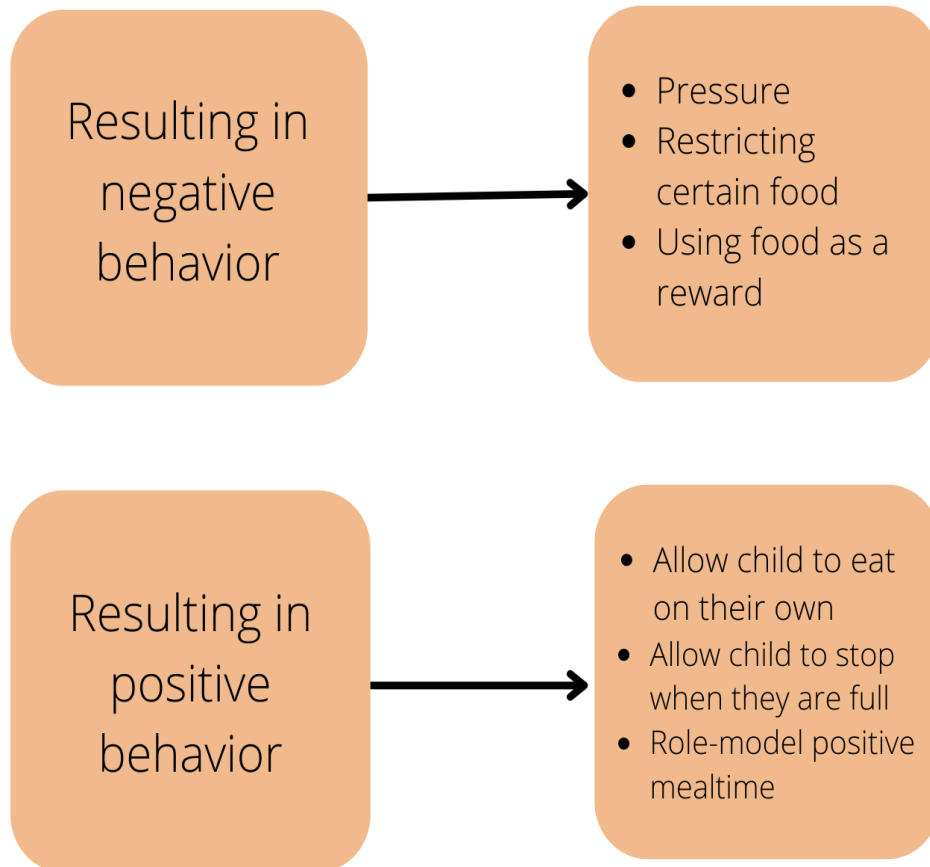 Resulting in
negative
behavior
• Pressure
• Restricting
certain food
• Using food as a
reward
Resulting in
positive
behavior
• Allow child to eat
on their own
• Allow child to stop
when they are full
• Role-model positive
mealtime